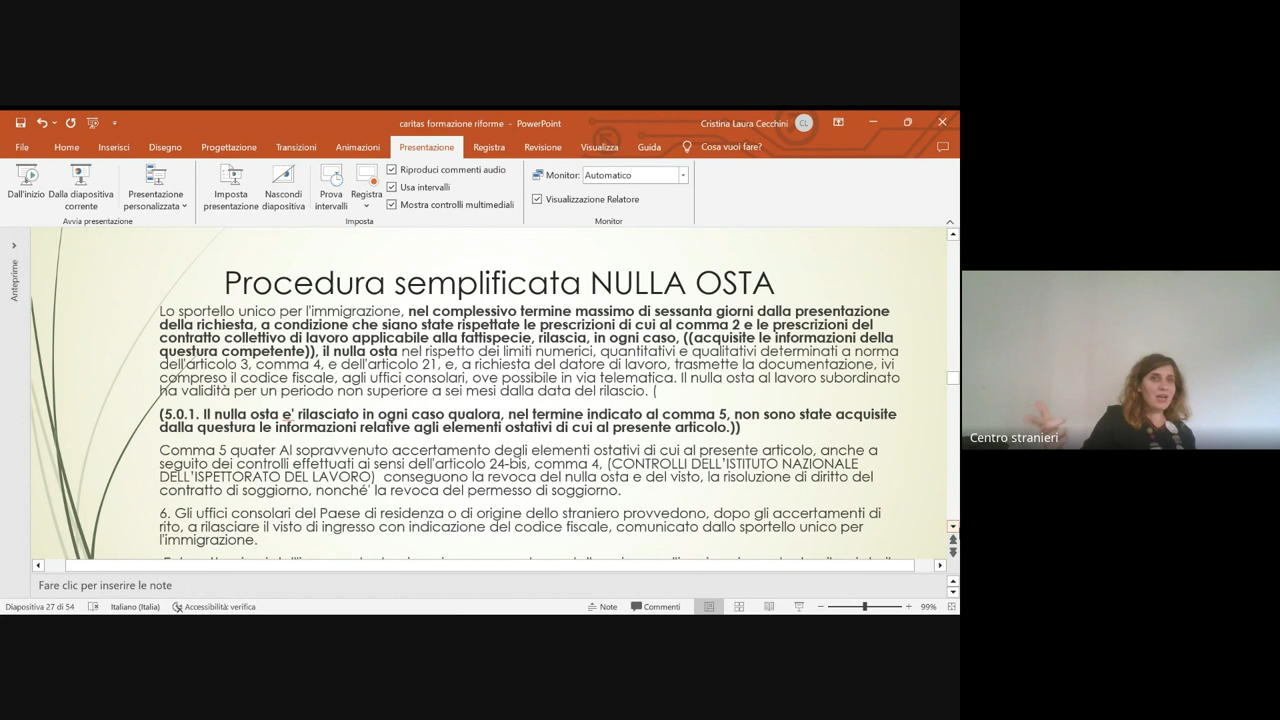 caritas formazione riforme - PowerPoint
Cristina Laura Cecchini
CL
File Home Inserisci Disegno Progettazione Transizioni Animazioni Presentazione Registra Revisione Visualizza Guida Cosa vuoi fare?
Dall'inizio
Dalla diapositiva corrente
Presentazione personalizzata
Avvia presentazione
Imposta presentazione
Nascondi diapositiva
Prova intervalli
Registra
Riproduci commenti audio
Usa intervalli
Mostra controlli multimediali
Imposta
Monitor: Automatico
Visualizzazione Relatore
Monitor
Anteprime
Procedura semplificata NULLA OSTA
Lo sportello unico per l'immigrazione, nel complessivo termine massimo di sessanta giorni dalla presentazione
della richiesta, a condizione che siano state rispettate le prescrizioni di cui al comma 2 e le prescrizioni del
contratto collettivo di lavoro applicabile alla fattispecie, rilascia, in ogni caso, ((acquisite le informazioni della
questura competente)), il nulla osta nel rispetto dei limiti numerici, quantitativi e qualitativi determinati a norma
dell'articolo 3, comma 4, e dell'articolo 21, e, a richiesta del datore di lavoro, trasmette la documentazione, ivi
compreso il codice fiscale, agli uffici consolari, ove possibile in via telematica. Il nulla osta al lavoro subordinato
ha validità per un periodo non superiore a sei mesi dalla data del rilascio. (
(5.0.1. Il nulla osta e' rilasciato in ogni caso qualora, nel termine indicato al comma 5, non sono state acquisite
dalla questura le informazioni relative agli elementi ostativi di cui al presente articolo.))
Comma 5 quater Al sopravvenuto accertamento degli elementi ostativi di cui al presente articolo, anche a
seguito dei controlli effettuati ai sensi dell'articolo 24-bis, comma 4, (CONTROLLI DELL'ISTITUTO NAZIONALE
DELL'ISPETTORATO DEL LAVORO) conseguono la revoca del nulla osta e del visto, la risoluzione di diritto del
contratto di soggiorno, nonché' la revoca del permesso di soggiorno.
6. Gli uffici consolari del Paese di residenza o di origine dello straniero provvedono, dopo gli accertamenti di
rito, a rilasciare il visto di ingresso con indicazione del codice fiscale, comunicato dallo sportello unico per
l'immigrazione.
Fare clic per inserire le note
Diapositiva 27 di 54 Italiano (Italia) Accessibilità: verifica Note Commenti 99%
Centro stranieri